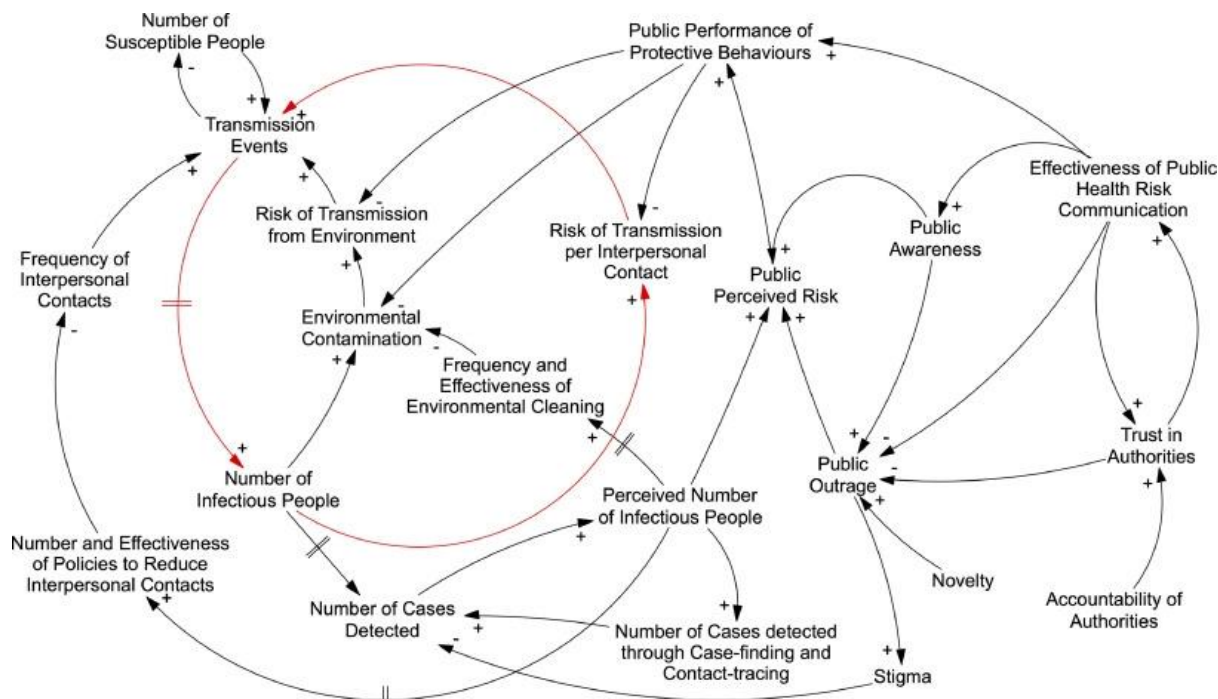 Number of
Susceptible People
Public Performance of
Protective Behaviours
+
-
+
+
+
Transmission
Events
+
+
Effectiveness of Public
Health Risk
Communication
-
-
Risk of Transmission
from Environment
Risk of Transmission
per Interpersonal
Contact
+
Public
Awareness
+
Frequency of
Interpersonal
Contacts
+
+
Public
Perceived Risk
+
+
+
-
Environmental
Contamination
-
-
+
Frequency and
Effectiveness of
Environmental Cleaning
+
+
Number of
Infectious People
Perceived Number
of Infectious People
+
-
-
Public
Outrage
+
+
Trust in
Authorities
+
Number and Effectiveness
of Policies to Reduce
Interpersonal Contacts
+
+
Novelty
Accountability of
Authorities
Number of Cases
Detected
+
-
+
Number of Cases detected
through Case-finding and
Contact-tracing
+
Stigma